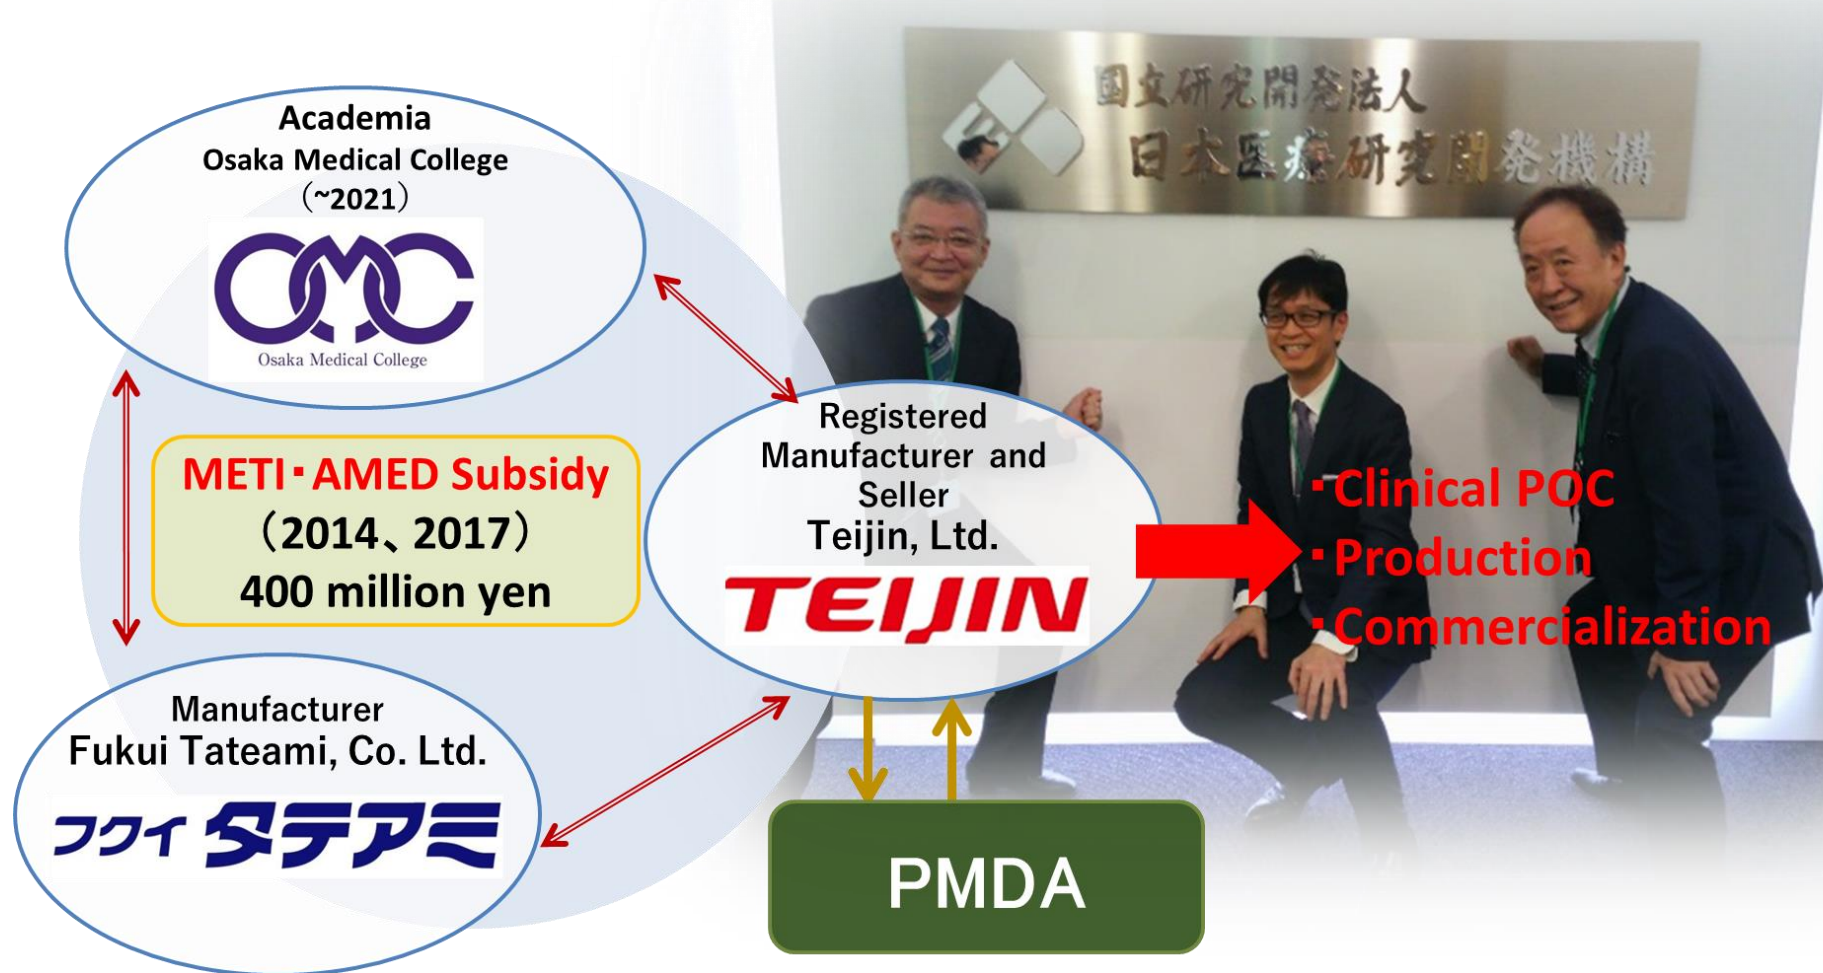 Academia
Osaka Medical College
（~2021）
OMC
Osaka Medical College
METI・AMED Subsidy
（2014、2017）
400 million yen
Manufacturer
Fukui Tateami, Co. Ltd.
フクイ タテアミ
Registered
Manufacturer and
Seller
Teijin, Ltd.
TEIJIN
PMDA
国立研究開発法人
日本医療研究開発機構
・Clinical POC
・Production
・Commercialization